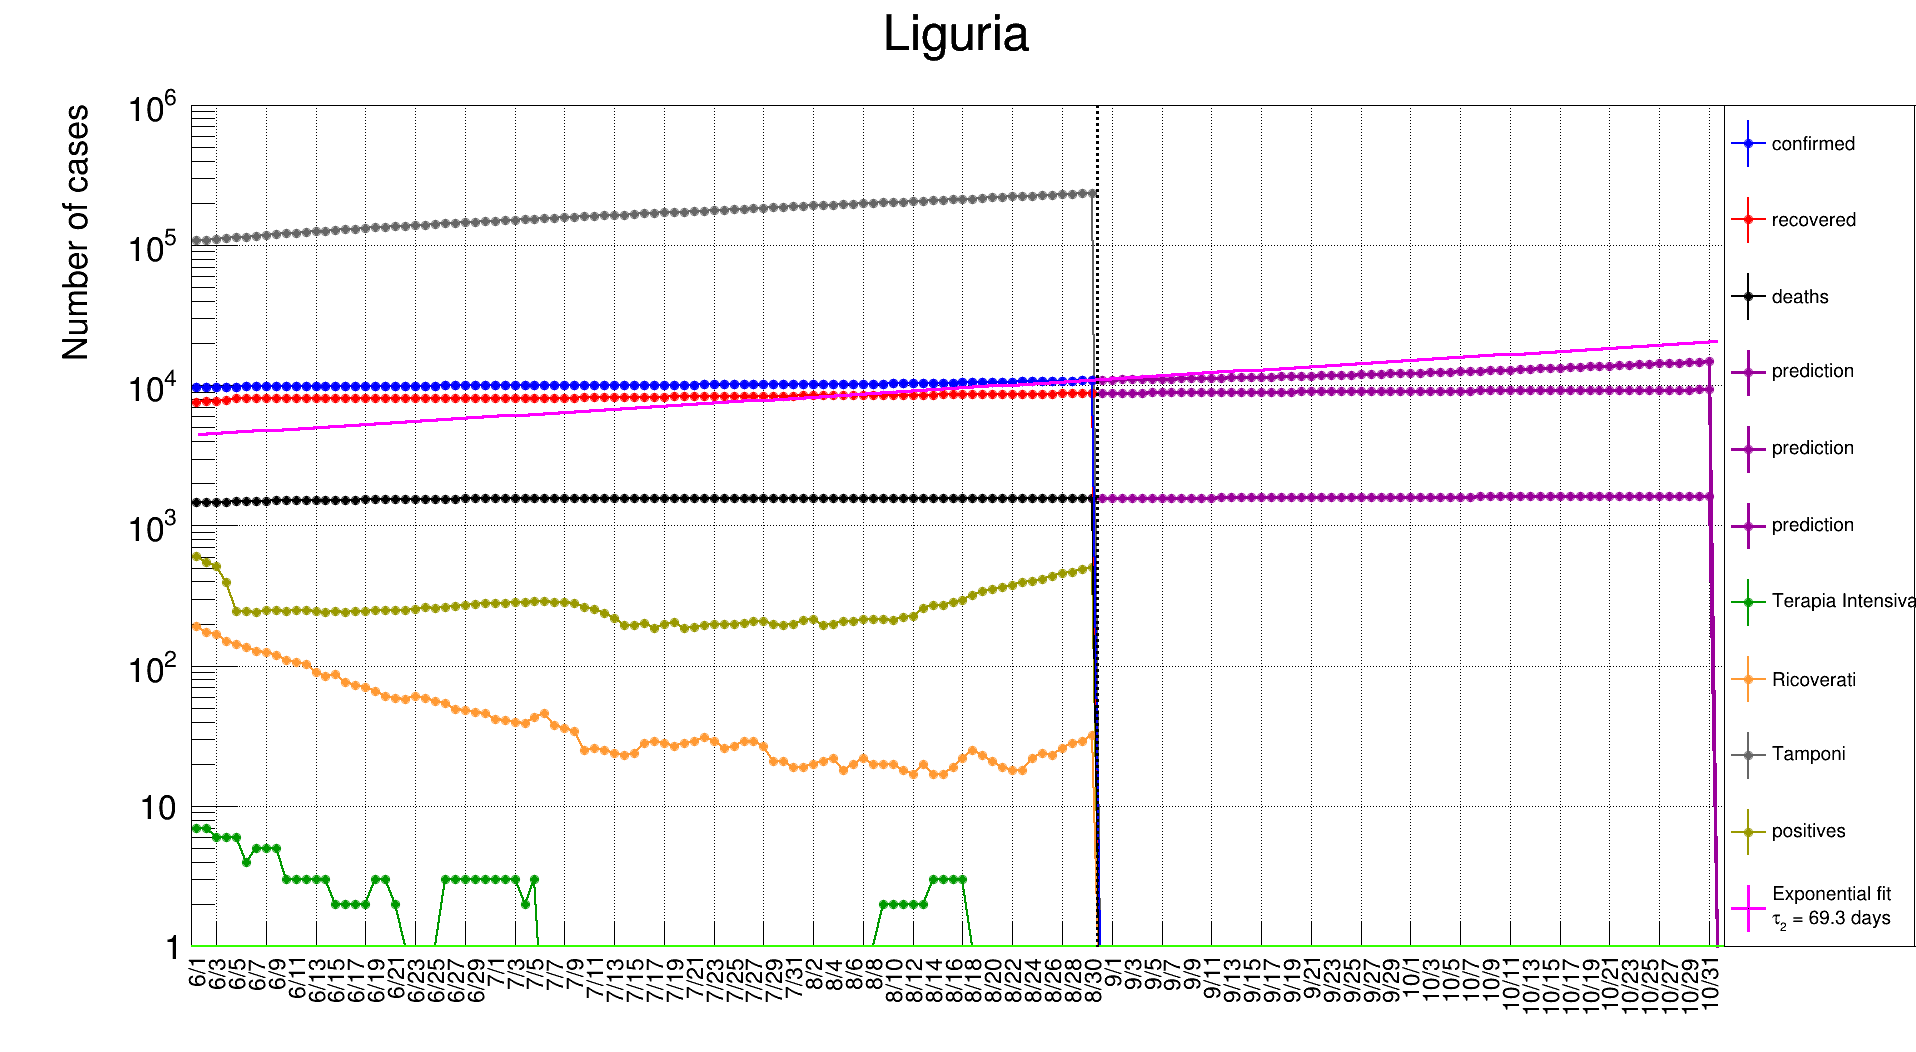 Liguria
Number of cases
10^6
10^5
10^4
10^3
10^2
10
1
6/1 6/3 6/5 6/7 6/9 6/11 6/13 6/15 6/17 6/19 6/21 6/23 6/25 6/27 6/29 7/1 7/3 7/5 7/7 7/9 7/11 7/13 7/15 7/17 7/19 7/21 7/23 7/25 7/27 7/29 7/31 8/2 8/4 8/6 8/8 8/10 8/12 8/14 8/16 8/18 8/20 8/22 8/24 8/26 8/28 8/30 9/1 9/3 9/5 9/7 9/9 9/11 9/13 9/15 9/17 9/19 9/21 9/23 9/25 9/27 9/29 10/1 10/3 10/5 10/7 10/9 10/11 10/13 10/15 10/17 10/19 10/21 10/23 10/25 10/27 10/29 10/31
confirmed
recovered
deaths
prediction
prediction
prediction
Terapia Intensiva
Ricoverati
Tamponi
positives
Exponential fit
τ₂ = 69.3 days